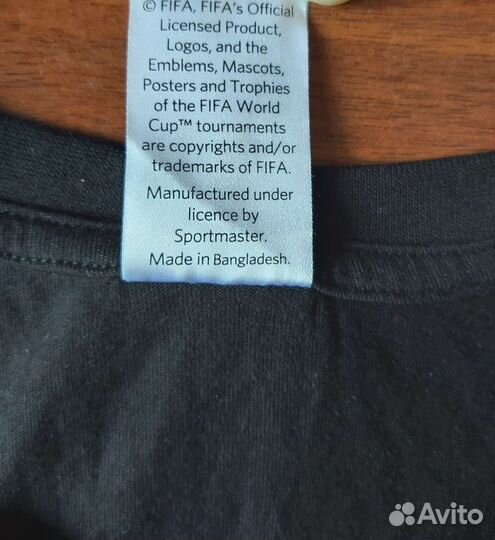 © FIFA, FIFA's Official
Licensed Product,
Logos, and the
Emblems, Mascots,
Posters and Trophies
of the FIFA World
Cup™ tournaments
are copyrights and/or
trademarks of FIFA.
Manufactured under
licence by
Sportmaster.
Made in Bangladesh.
Avito